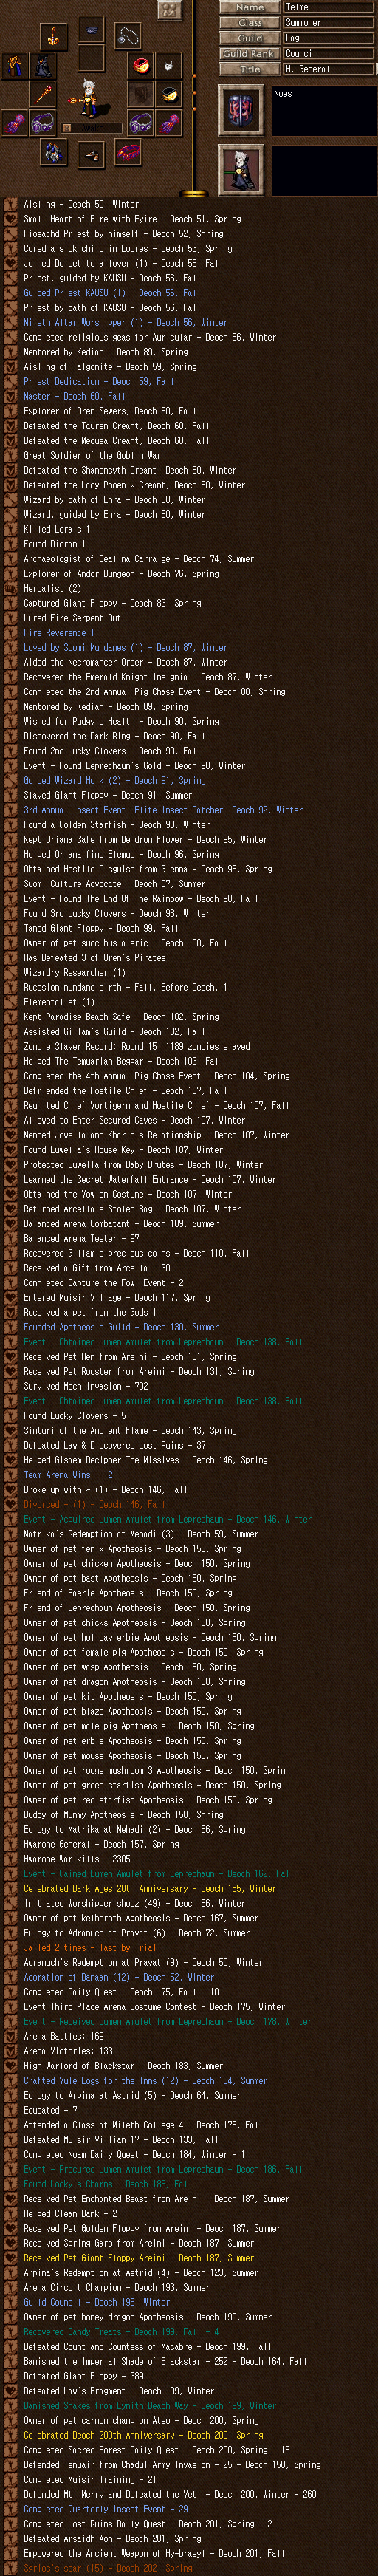 Name Telme
Class Summoner
Guild Lag
Guild Rank Council
Title H. General
Noes
Aisling - Deoch 50, Winter
Small Heart of Fire with Eyire - Deoch 51, Spring
Fiosachd Priest by himself - Deoch 52, Spring
Cured a sick child in Loures - Deoch 53, Spring
Joined Deleet to a lover (1) - Deoch 56, Fall
Priest, guided by KAUSU - Deoch 56, Fall
Guided Priest KAUSU (1) - Deoch 56, Fall
Priest by oath of KAUSU - Deoch 56, Fall
Mileth Altar Worshipper (1) - Deoch 56, Winter
Completed religious geas for Auricular - Deoch 56, Winter
Mentored by Kedian - Deoch 89, Spring
Aisling of Talgonite - Deoch 59, Spring
Priest Dedication - Deoch 59, Fall
Master - Deoch 60, Fall
Explorer of Oren Sewers, Deoch 60, Fall
Defeated the Tauren Creant, Deoch 60, Fall
Defeated the Medusa Creant, Deoch 60, Fall
Great Soldier of the Goblin War
Defeated the Shamensyth Creant, Deoch 60, Winter
Defeated the Lady Phoenix Creant, Deoch 60, Winter
Wizard by oath of Enra - Deoch 60, Winter
Wizard, guided by Enra - Deoch 60, Winter
Killed Lorais 1
Found Dioram 1
Archaeologist of Beal na Carraige - Deoch 74, Summer
Explorer of Andor Dungeon - Deoch 76, Spring
Herbalist (2)
Captured Giant Floppy - Deoch 83, Spring
Lured Fire Serpent Out - 1
Fire Reverence 1
Loved by Suomi Mundanes (1) - Deoch 87, Winter
Aided the Necromancer Order - Deoch 87, Winter
Recovered the Emerald Knight Insignia - Deoch 87, Winter
Completed the 2nd Annual Pig Chase Event - Deoch 88, Spring
Mentored by Kedian - Deoch 89, Spring
Wished for Pudgy's Health - Deoch 90, Spring
Discovered the Dark Ring - Deoch 90, Fall
Found 2nd Lucky Clovers - Deoch 90, Fall
Event - Found Leprechaun's Gold - Deoch 90, Winter
Guided Wizard Hulk (2) - Deoch 91, Spring
Slayed Giant Floppy - Deoch 91, Summer
3rd Annual Insect Event- Elite Insect Catcher- Deoch 92, Winter
Found a Golden Starfish - Deoch 93, Winter
Kept Oriana Safe from Dendron Flower - Deoch 95, Winter
Helped Oriana find Elemus - Deoch 96, Spring
Obtained Hostile Disguise from Glenna - Deoch 96, Spring
Suomi Culture Advocate - Deoch 97, Summer
Event - Found The End Of The Rainbow - Deoch 98, Fall
Found 3rd Lucky Clovers - Deoch 98, Winter
Tamed Giant Floppy - Deoch 99, Fall
Owner of pet succubus aleric - Deoch 100, Fall
Has Defeated 3 of Oren's Pirates
Wizardry Researcher (1)
Rucesion mundane birth - Fall, Before Deoch, 1
Elementalist (1)
Kept Paradise Beach Safe - Deoch 102, Spring
Assisted Gillam's Guild - Deoch 102, Fall
Zombie Slayer Record: Round 15, 1189 zombies slayed
Helped The Temuarian Beggar - Deoch 103, Fall
Completed the 4th Annual Pig Chase Event - Deoch 104, Spring
Befriended the Hostile Chief - Deoch 107, Fall
Reunited Chief Vortigern and Hostile Chief - Deoch 107, Fall
Allowed to Enter Secured Caves - Deoch 107, Winter
Mended Jowella and Kharlo's Relationship - Deoch 107, Winter
Found Luwella's House Key - Deoch 107, Winter
Protected Luwella from Baby Brutes - Deoch 107, Winter
Learned the Secret Waterfall Entrance - Deoch 107, Winter
Obtained the Yowien Costume - Deoch 107, Winter
Returned Arcella's Stolen Bag - Deoch 107, Winter
Balanced Arena Combatant - Deoch 109, Summer
Balanced Arena Tester - 97
Recovered Gillam's precious coins - Deoch 110, Fall
Received a Gift from Arcella - 30
Completed Capture the Fowl Event - 2
Entered Muisir Village - Deoch 117, Spring
Received a pet from the Gods 1
Founded Apotheosis Guild - Deoch 130, Summer
Event - Obtained Lumen Amulet from Leprechaun - Deoch 138, Fall
Received Pet Hen from Areini - Deoch 131, Spring
Received Pet Rooster from Areini - Deoch 131, Spring
Survived Mech Invasion - 702
Event - Obtained Lumen Amulet from Leprechaun - Deoch 138, Fall
Found Lucky Clovers - 5
Sinturi of the Ancient Flame - Deoch 143, Spring
Defeated Law & Discovered Lost Ruins - 37
Helped Gisaem Decipher The Missives - Deoch 146, Spring
Team Arena Wins - 12
Broke up with ~ (1) - Deoch 146, Fall
Divorced + (1) - Deoch 146, Fall
Event - Acquired Lumen Amulet from Leprechaun - Deoch 146, Winter
Matrika's Redemption at Mehadi (3) - Deoch 59, Summer
Owner of pet fenix Apotheosis - Deoch 150, Spring
Owner of pet chicken Apotheosis - Deoch 150, Spring
Owner of pet bast Apotheosis - Deoch 150, Spring
Friend of Faerie Apotheosis - Deoch 150, Spring
Friend of Leprechaun Apotheosis - Deoch 150, Spring
Owner of pet chicks Apotheosis - Deoch 150, Spring
Owner of pet holiday erbie Apotheosis - Deoch 150, Spring
Owner of pet female pig Apotheosis - Deoch 150, Spring
Owner of pet wasp Apotheosis - Deoch 150, Spring
Owner of pet dragon Apotheosis - Deoch 150, Spring
Owner of pet kit Apotheosis - Deoch 150, Spring
Owner of pet blaze Apotheosis - Deoch 150, Spring
Owner of pet male pig Apotheosis - Deoch 150, Spring
Owner of pet erbie Apotheosis - Deoch 150, Spring
Owner of pet mouse Apotheosis - Deoch 150, Spring
Owner of pet rouge mushroom 3 Apotheosis - Deoch 150, Spring
Owner of pet green starfish Apotheosis - Deoch 150, Spring
Owner of pet red starfish Apotheosis - Deoch 150, Spring
Buddy of Mummy Apotheosis - Deoch 150, Spring
Eulogy to Matrika at Mehadi (2) - Deoch 56, Spring
Hwarone General - Deoch 157, Spring
Hwarone War kills - 2305
Event - Gained Lumen Amulet from Leprechaun - Deoch 162, Fall
Celebrated Dark Ages 20th Anniversary - Deoch 165, Winter
Initiated Worshipper shooz (49) - Deoch 56, Winter
Owner of pet kelberoth Apotheosis - Deoch 167, Summer
Eulogy to Adranuch at Pravat (6) - Deoch 72, Summer
Jailed 2 times - last by Trial
Adranuch's Redemption at Pravat (9) - Deoch 50, Winter
Adoration of Danaan (12) - Deoch 52, Winter
Completed Daily Quest - Deoch 175, Fall - 10
Event Third Place Arena Costume Contest - Deoch 175, Winter
Event - Received Lumen Amulet from Leprechaun - Deoch 178, Winter
Arena Battles: 169
Arena Victories: 133
High Warlord of Blackstar - Deoch 183, Summer
Crafted Yule Logs for the Inns (12) - Deoch 184, Summer
Eulogy to Arpina at Astrid (5) - Deoch 64, Summer
Educated - 7
Attended a Class at Mileth College 4 - Deoch 175, Fall
Defeated Muisir Villian 17 - Deoch 133, Fall
Completed Noam Daily Quest - Deoch 184, Winter - 1
Event - Procured Lumen Amulet from Leprechaun - Deoch 186, Fall
Found Locky's Charms - Deoch 186, Fall
Received Pet Enchanted Beast from Areini - Deoch 187, Summer
Helped Clean Bank - 2
Received Pet Golden Floppy from Areini - Deoch 187, Summer
Received Spring Garb from Areini - Deoch 187, Summer
Received Pet Giant Floppy Areini - Deoch 187, Summer
Arpina's Redemption at Astrid (4) - Deoch 123, Summer
Arena Circuit Champion - Deoch 193, Summer
Guild Council - Deoch 198, Winter
Owner of pet boney dragon Apotheosis - Deoch 199, Summer
Recovered Candy Treats - Deoch 199, Fall - 4
Defeated Count and Countess of Macabre - Deoch 199, Fall
Banished the Imperial Shade of Blackstar - 252 - Deoch 164, Fall
Defeated Giant Floppy - 389
Defeated Law's Fragment - Deoch 199, Winter
Banished Snakes from Lynith Beach Way - Deoch 199, Winter
Owner of pet carnun champion Atso - Deoch 200, Spring
Celebrated Deoch 200th Anniversary - Deoch 200, Spring
Completed Sacred Forest Daily Quest - Deoch 200, Spring - 18
Defended Temuair from Chadul Army Invasion - 25 - Deoch 150, Spring
Completed Muisir Training - 21
Defended Mt. Merry and Defeated the Yeti - Deoch 200, Winter - 260
Completed Quarterly Insect Event - 29
Completed Lost Ruins Daily Quest - Deoch 201, Spring - 2
Defeated Arsaidh Aon - Deoch 201, Spring
Empowered the Ancient Weapon of Hy-brasyl - Deoch 201, Fall
Sgrios's scar (15) - Deoch 202, Spring